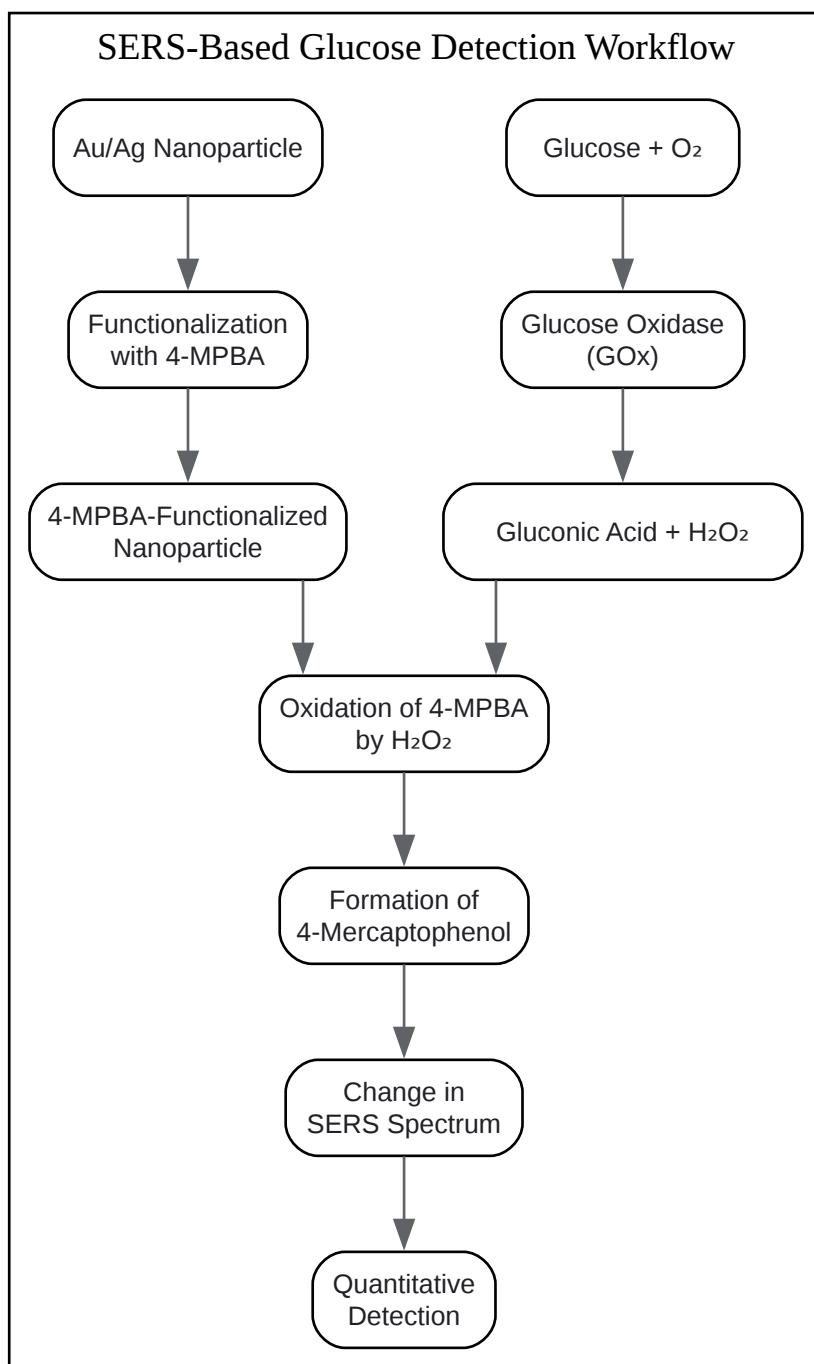 SERS-Based Glucose Detection Workflow
Au/Ag Nanoparticle
Glucose + O₂
Functionalization
with 4-MPBA
Glucose Oxidase
(GOx)
4-MPBA-Functionalized
Nanoparticle
Gluconic Acid + H₂O₂
Oxidation of 4-MPBA
by H₂O₂
Formation of
4-Mercaptophenol
Change in
SERS Spectrum
Quantitative
Detection